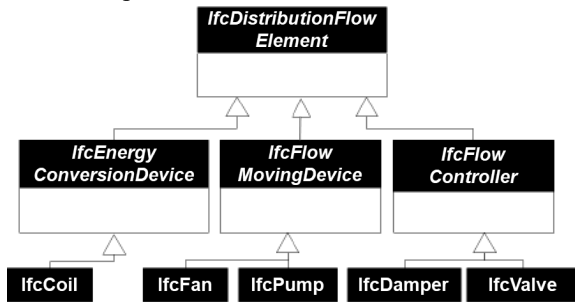 IfcDistributionFlow
Element
IfcEnergy
ConversionDevice
IfcFlow
MovingDevice
IfcFlow
Controller
IfcCoil
IfcFan
IfcPump
IfcDamper
IfcValve